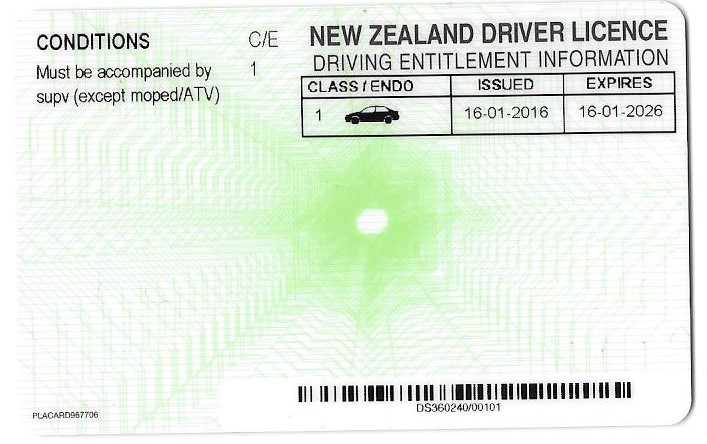 CONDITIONS C/E
Must be accompanied by 1
supv (except moped/ATV)
NEW ZEALAND DRIVER LICENCE
DRIVING ENTITLEMENT INFORMATION
CLASS / ENDO ISSUED EXPIRES
1 16-01-2016 16-01-2026
PLACARD967706
DS360240/00101